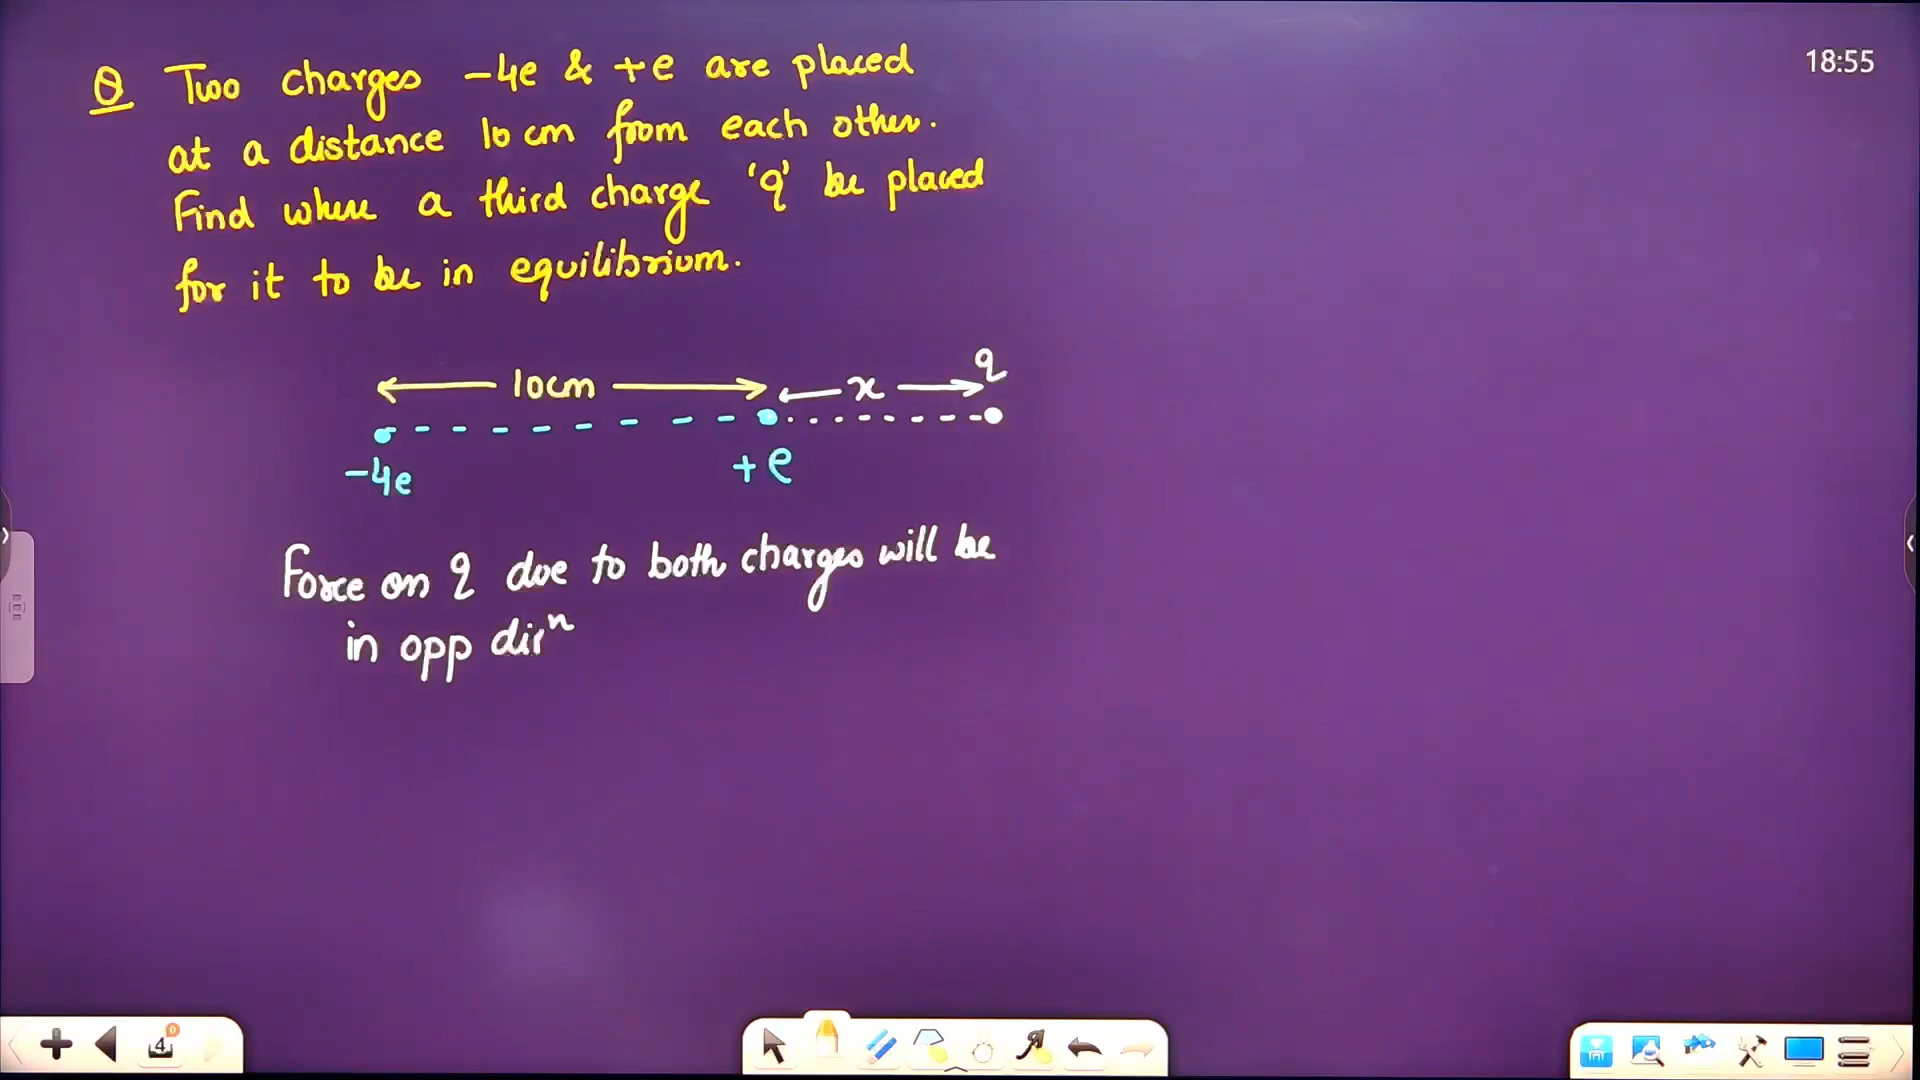 18:55
Q Two charges -4e & +e are placed
at a distance 10 cm from each other.
Find where a third charge 'q' be placed
for it to be in equilibrium.
q
10cm x
-4e +e
Force on q due to both charges will be
in opp dirⁿ
4 0